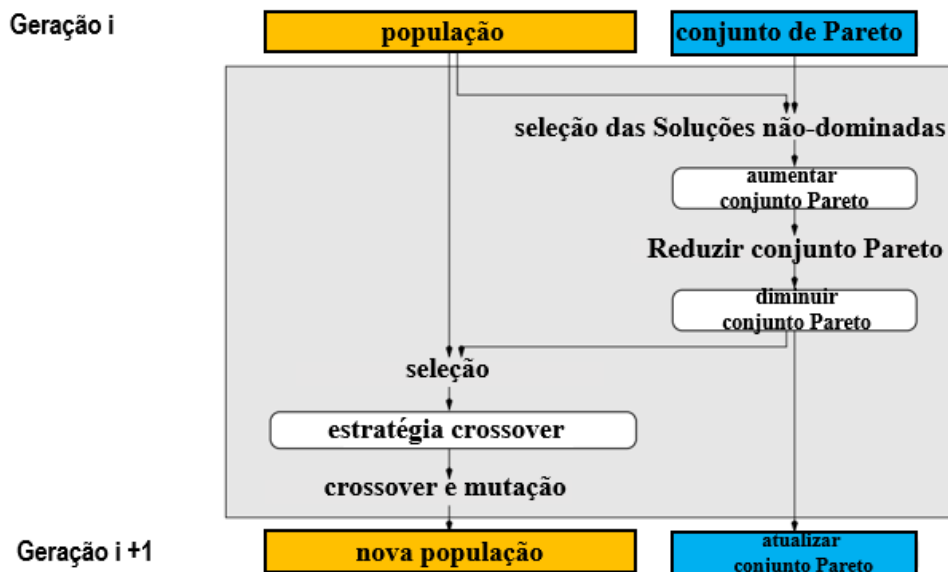 Geração i
população
conjunto de Pareto
seleção das Soluções não-dominadas
aumentar
conjunto Pareto
Reduzir conjunto Pareto
diminuir
conjunto Pareto
seleção
estratégia crossover
crossover e mutação
Geração i +1
nova população
atualizar
conjunto Pareto